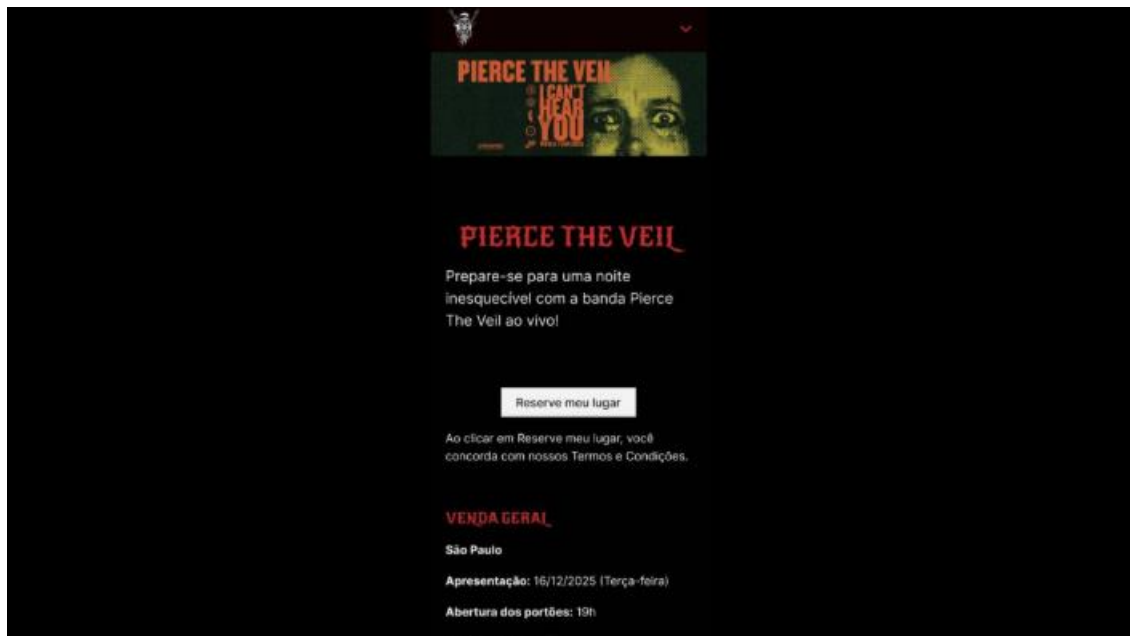 PIERCE THE VEIL
I CAN'T
HEAR
YOU
PIERCE THE VEIL
Prepare-se para uma noite
inesquecível com a banda Pierce
The Veil ao vivo!
Reserve meu lugar
Ao clicar em Reserve meu lugar, você
concorda com nossos Termos e Condições.
VENDA GERAL
São Paulo
Apresentação: 16/12/2025 (Terça-feira)
Abertura dos portões: 19h